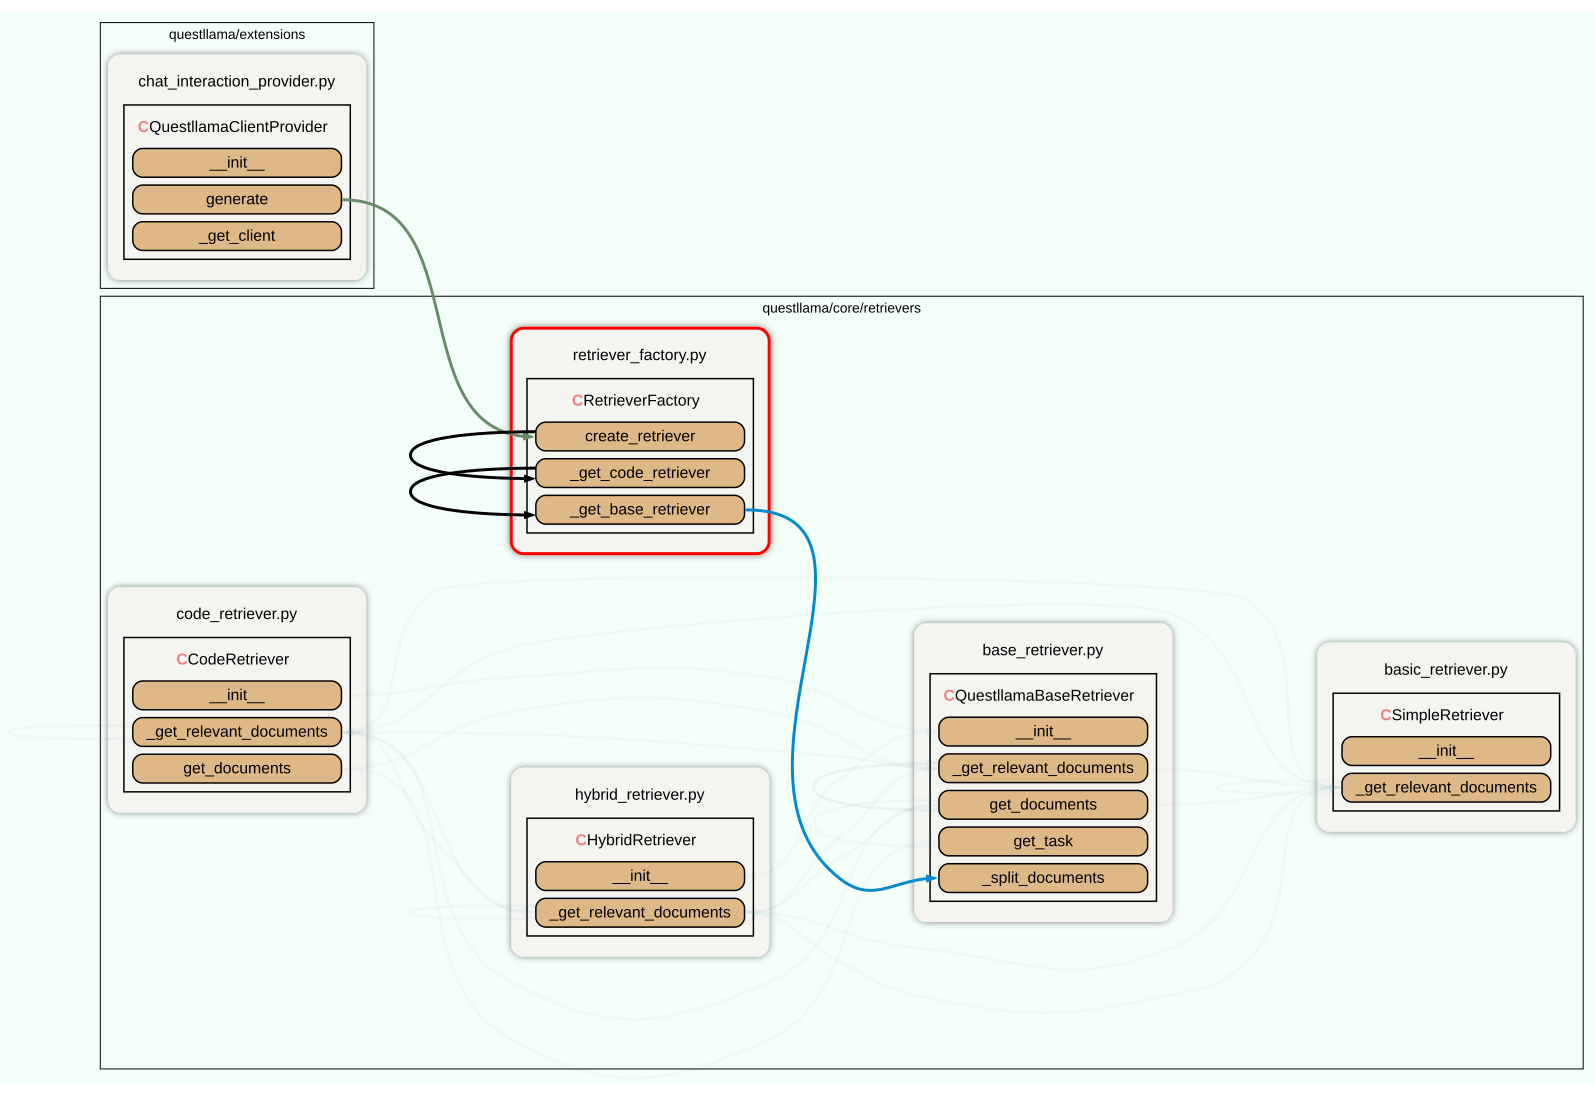 questllama/extensions
chat_interaction_provider.py
CQuestllamaClientProvider
__init__
generate
_get_client
questllama/core/retrievers
retriever_factory.py
CRetrieverFactory
create_retriever
_get_code_retriever
_get_base_retriever
code_retriever.py
CCodeRetriever
__init__
_get_relevant_documents
get_documents
hybrid_retriever.py
CHybridRetriever
__init__
_get_relevant_documents
base_retriever.py
CQuestllamaBaseRetriever
__init__
_get_relevant_documents
get_documents
get_task
_split_documents
basic_retriever.py
CSimpleRetriever
__init__
_get_relevant_documents